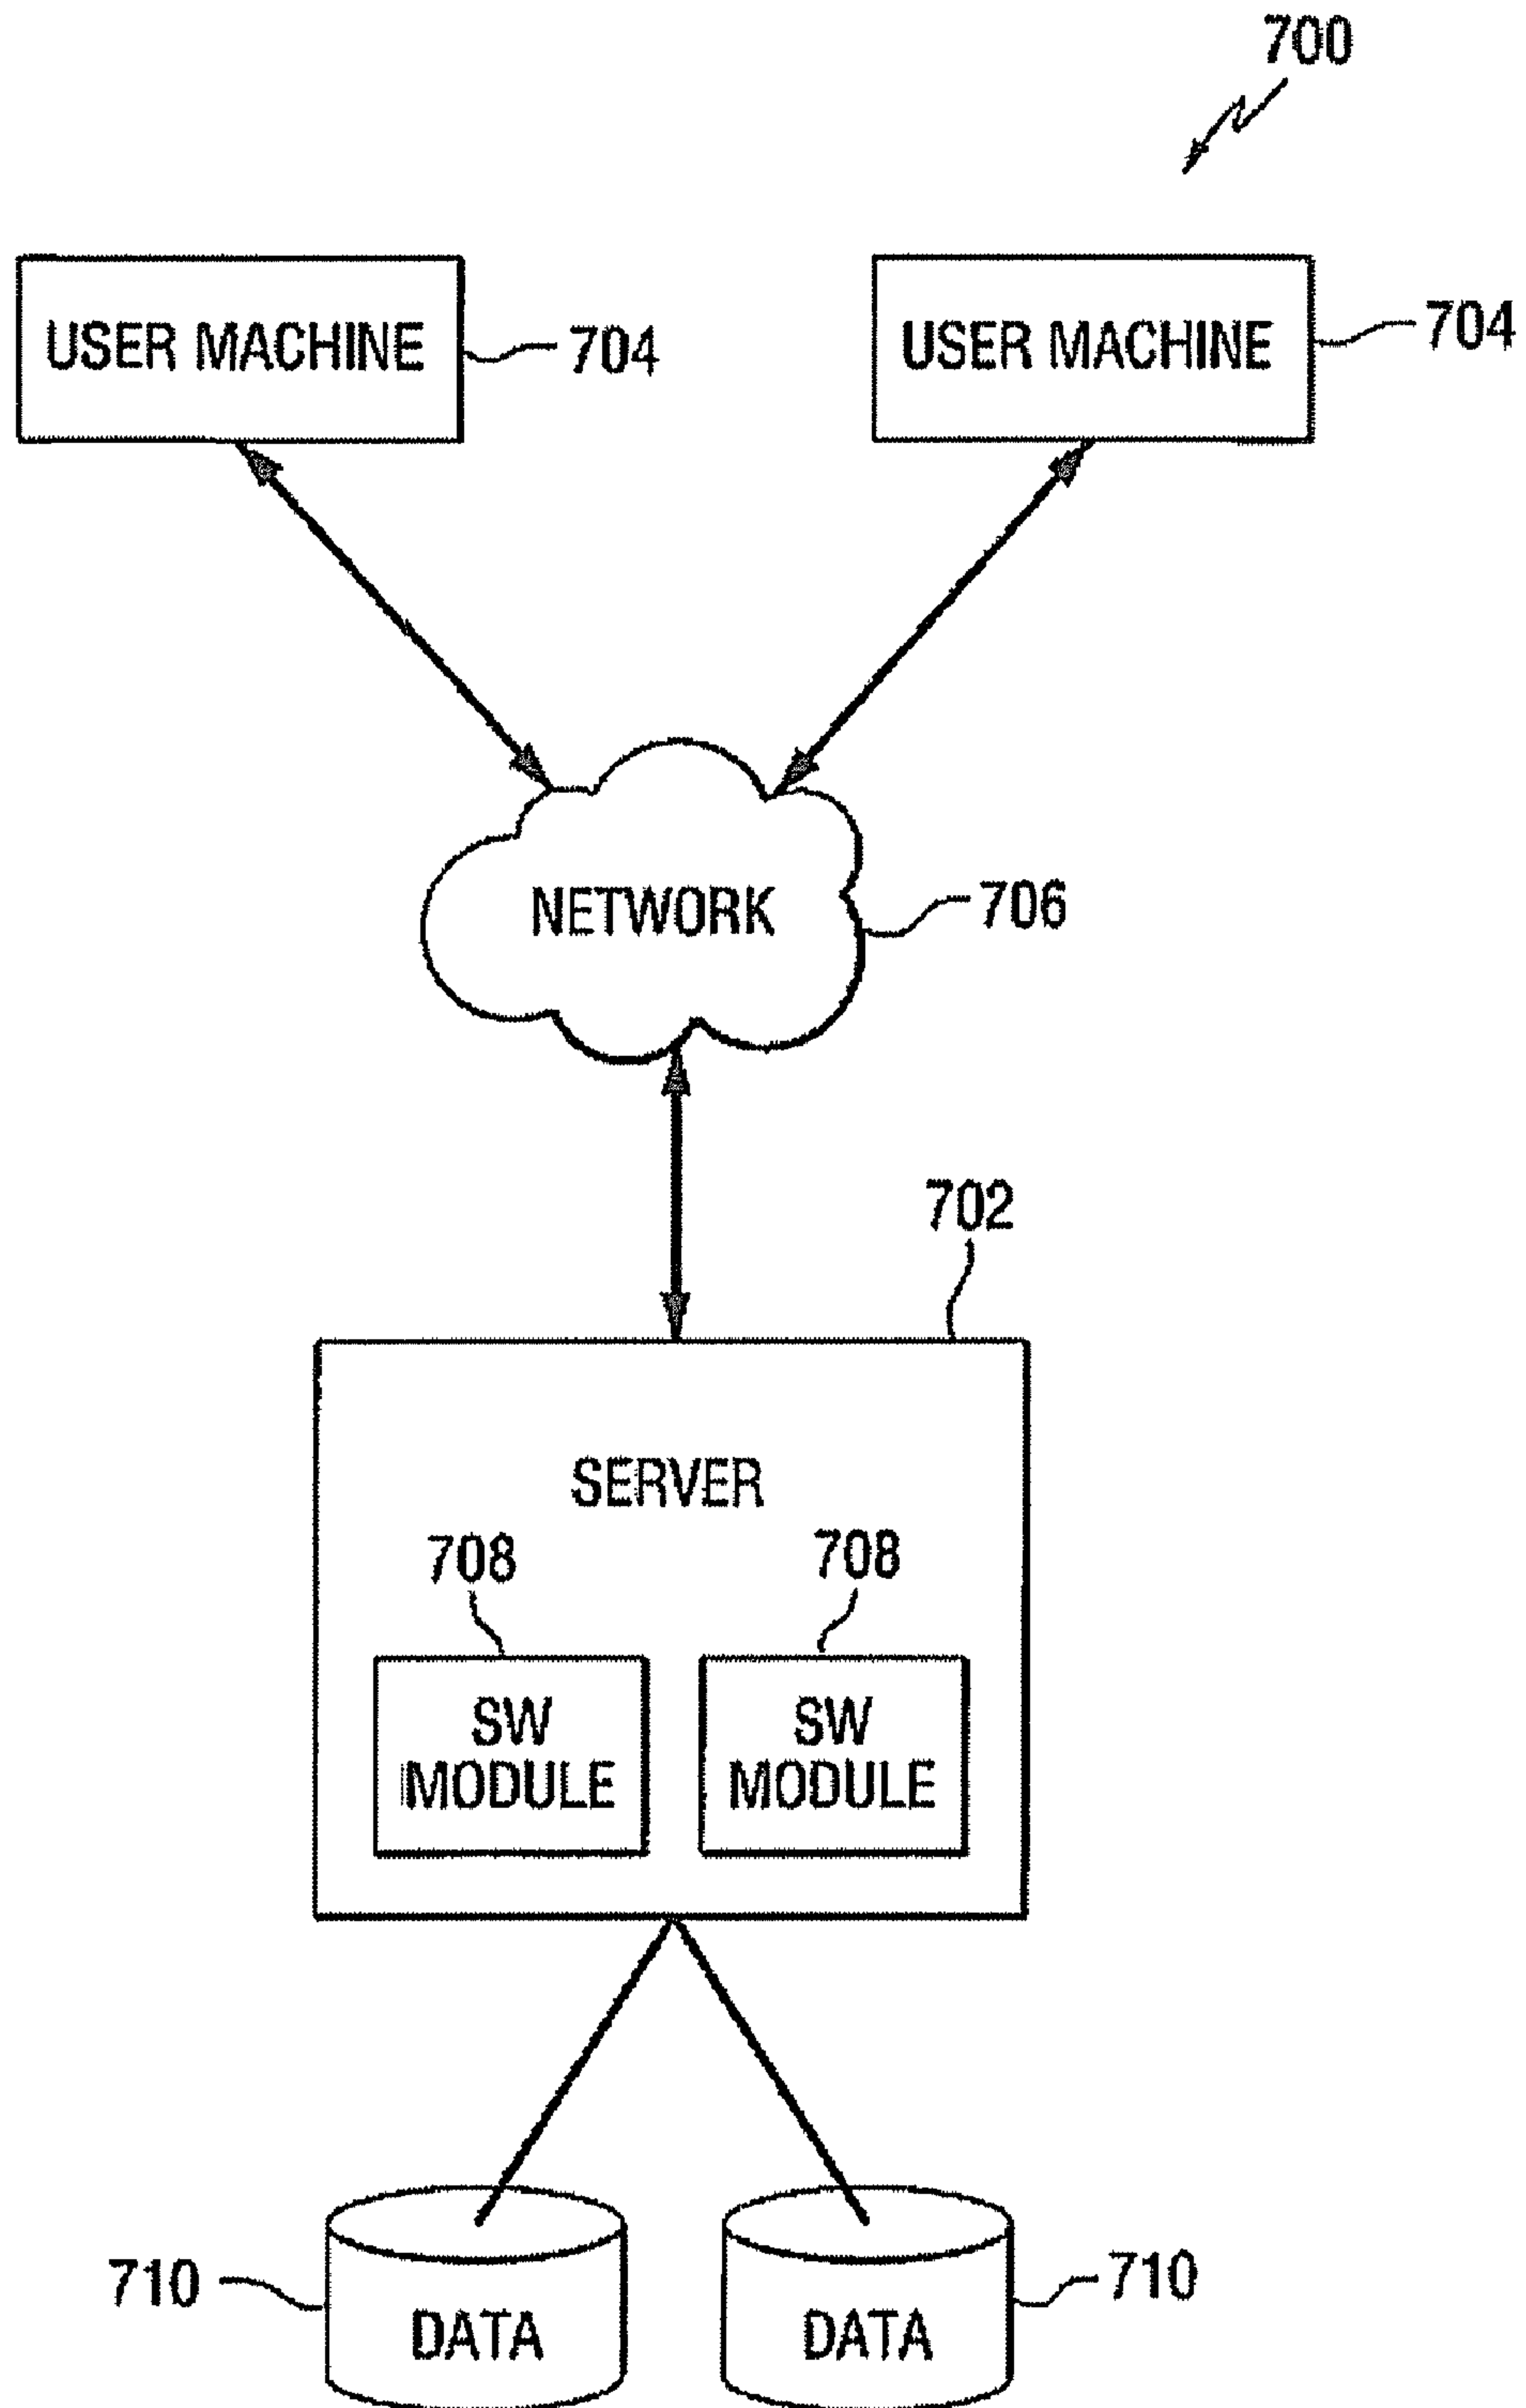 700
USER MACHINE
704
USER MACHINE
704
NETWORK
706
702
SERVER
708
708
SW
MODULE
SW
MODULE
710
DATA
DATA
710